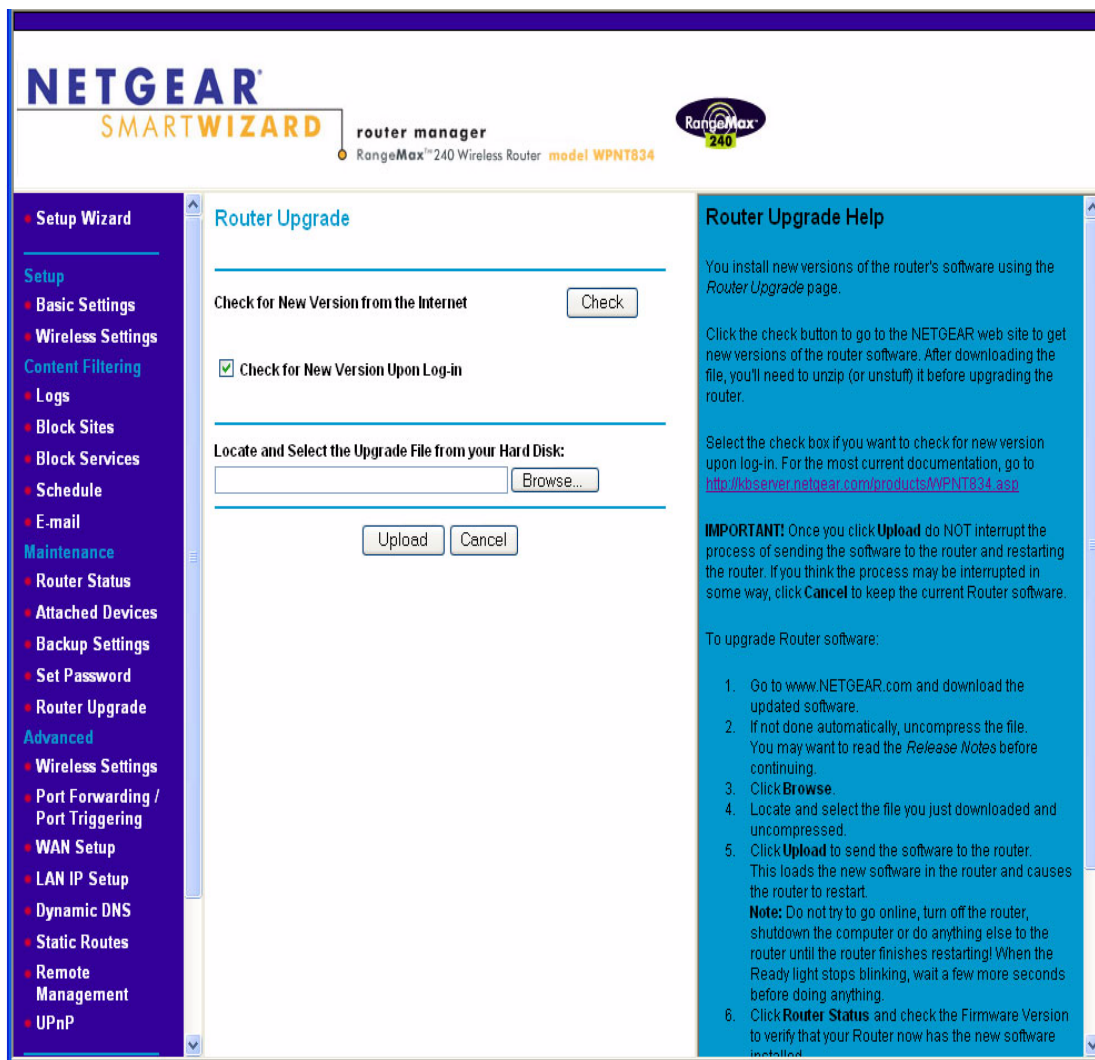 NETGEAR®
SMARTWIZARD
router manager
RangeMax™ 240 Wireless Router model WPNT834
RangeMax™
240
Setup Wizard
Setup
Basic Settings
Wireless Settings
Content Filtering
Logs
Block Sites
Block Services
Schedule
E-mail
Maintenance
Router Status
Attached Devices
Backup Settings
Set Password
Router Upgrade
Advanced
Wireless Settings
Port Forwarding /
Port Triggering
WAN Setup
LAN IP Setup
Dynamic DNS
Static Routes
Remote
Management
UPnP
Router Upgrade
Check for New Version from the Internet
Check
Check for New Version Upon Log-in
Locate and Select the Upgrade File from your Hard Disk:
Browse...
Upload
Cancel
Router Upgrade Help
You install new versions of the router's software using the
Router Upgrade page.
Click the check button to go to the NETGEAR web site to get
new versions of the router software. After downloading the
file, you'll need to unzip (or unstuff) it before upgrading the
router.
Select the check box if you want to check for new version
upon log-in. For the most current documentation, go to
http://kbserver.netgear.com/products/WPNT834.asp
IMPORTANT! Once you click Upload do NOT interrupt the
process of sending the software to the router and restarting
the router. If you think the process may be interrupted in
some way, click Cancel to keep the current Router software.
To upgrade Router software:
1. Go to www.NETGEAR.com and download the
updated software.
2. If not done automatically, uncompress the file.
You may want to read the Release Notes before
continuing.
3. Click Browse.
4. Locate and select the file you just downloaded and
uncompressed.
5. Click Upload to send the software to the router.
This loads the new software in the router and causes
the router to restart.
Note: Do not try to go online, turn off the router,
shutdown the computer or do anything else to the
router until the router finishes restarting! When the
Ready light stops blinking, wait a few more seconds
before doing anything.
6. Click Router Status and check the Firmware Version
to verify that your Router now has the new software
installed.